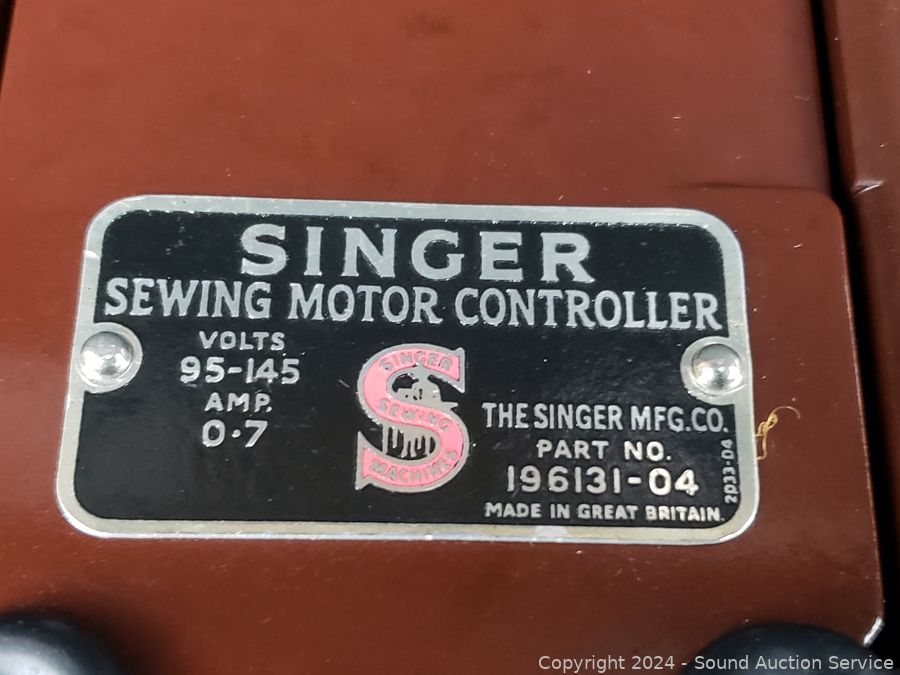 SINGER
SEWING MOTOR CONTROLLER
VOLTS
95-145
AMP.
0·7
SINGER
SEWING
MACHINES
THE SINGER MFG.CO.
PART NO.
196131-04
MADE IN GREAT BRITAIN.
2033-04
Copyright © 2024 - Sound Auction Service